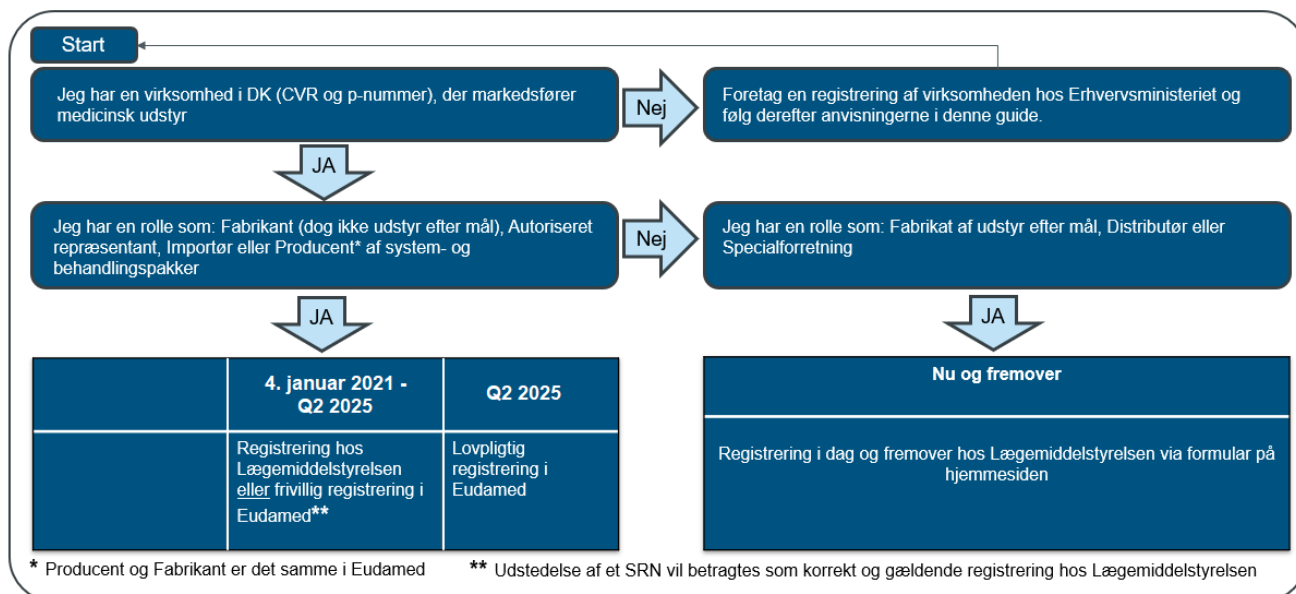 Start
Jeg har en virksomhed i DK (CVR og p-nummer), der markedsfører
medicinsk udstyr
Nej
Foretag en registrering af virksomheden hos Erhvervsministeriet og
følg derefter anvisningerne i denne guide.
JA
Jeg har en rolle som: Fabrikant (dog ikke udstyr efter mål), Autoriseret
repræsentant, Importør eller Producent* af system- og
behandlingspakker
Nej
Jeg har en rolle som: Fabrikat af udstyr efter mål, Distributør eller
Specialforretning
JA
JA
4. januar 2021 -
Q2 2025
Q2 2025
Registrering hos
Lægemiddelstyrelsen
eller frivillig registrering i
Eudamed**
Lovpligtig
registrering i
Eudamed
Nu og fremover
Registrering i dag og fremover hos Lægemiddelstyrelsen via formular på
hjemmesiden
* Producent og Fabrikant er det samme i Eudamed
** Udstedelse af et SRN vil betragtes som korrekt og gældende registrering hos Lægemiddelstyrelsen